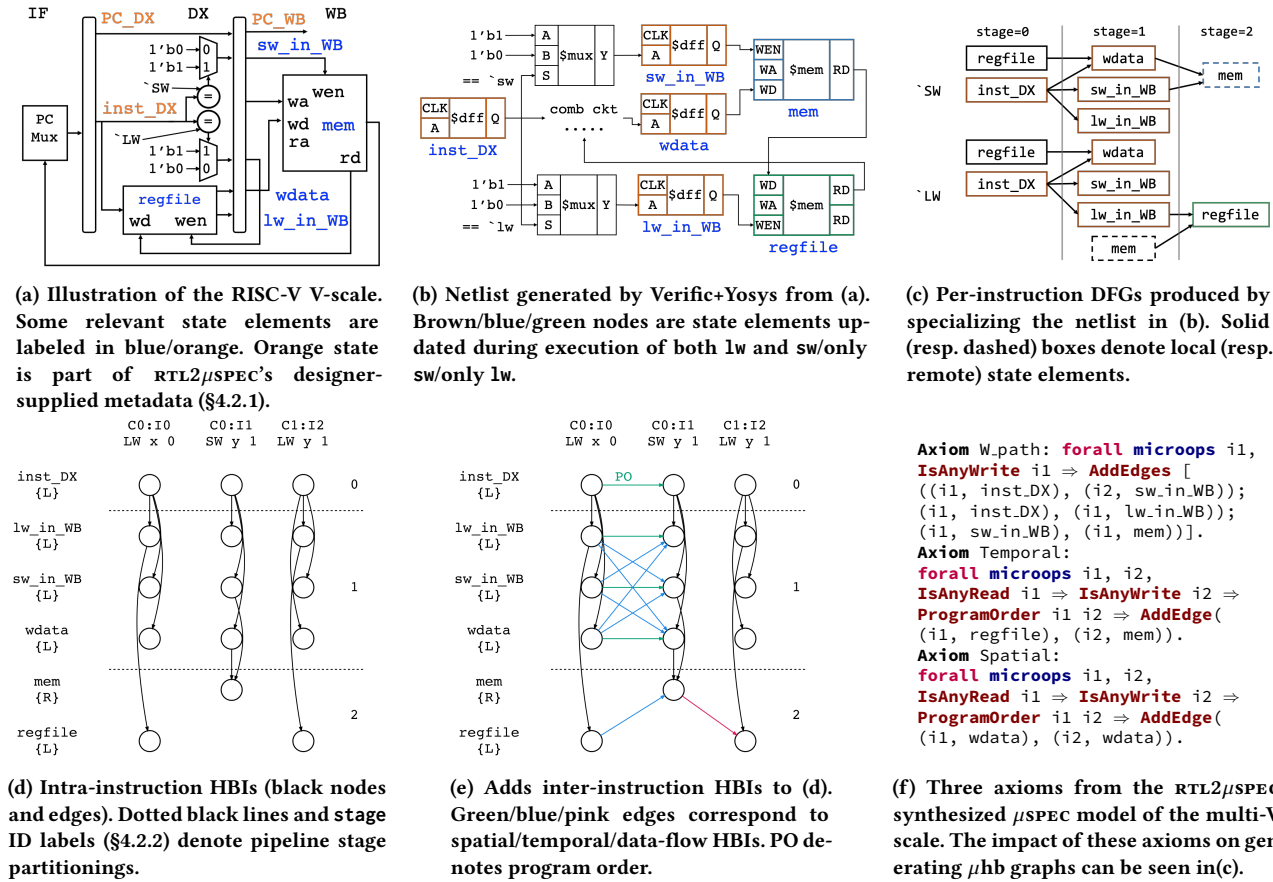 IF
DX
WB
PC_DX
PC_WB
sw_in_WB
1'b0
0
1'b1
1
`SW
=
inst_DX
=
`LW
1'b1
1
1'b0
0
PC
Mux
wen
wa
wd
mem
ra
rd
regfile
wd
wen
wdata
lw_in_WB
(a) Illustration of the RISC-V V-scale.
Some relevant state elements are
labeled in blue/orange. Orange state
is part of RTL2μSPEC's designer-
supplied metadata (§4.2.1).
1'b1
A
1'b0
B
$mux
Y
== `sw
S
CLK
A
$dff
Q
sw_in_WB
WEN
WA
WD
$mem
RD
mem
CLK
A
$dff
Q
inst_DX
comb ckt
.....
CLK
A
$dff
Q
wdata
1'b1
A
1'b0
B
$mux
Y
== `lw
S
CLK
A
$dff
Q
lw_in_WB
WD
WA
WEN
$mem
RD
RD
regfile
(b) Netlist generated by Verific+Yosys from (a).
Brown/blue/green nodes are state elements up-
dated during execution of both lw and sw/only
sw/only lw.
stage=0
stage=1
stage=2
regfile
wdata
mem
`SW
inst_DX
sw_in_WB
lw_in_WB
regfile
wdata
`LW
inst_DX
sw_in_WB
lw_in_WB
regfile
mem
(c) Per-instruction DFGs produced by
specializing the netlist in (b). Solid
(resp. dashed) boxes denote local (resp.
remote) state elements.
C0:I0
C0:I1
C1:I2
LW x 0
SW y 1
LW y 1
inst_DX
{L}
0
lw_in_WB
{L}
sw_in_WB
{L}
1
wdata
{L}
mem
{R}
2
regfile
{L}
(d) Intra-instruction HBIs (black nodes
and edges). Dotted black lines and stage
ID labels (§4.2.2) denote pipeline stage
partitionings.
C0:I0
C0:I1
C1:I2
LW x 0
SW y 1
LW y 1
inst_DX
{L}
PO
0
lw_in_WB
{L}
sw_in_WB
{L}
1
wdata
{L}
mem
{R}
2
regfile
{L}
(e) Adds inter-instruction HBIs to (d).
Green/blue/pink edges correspond to
spatial/temporal/data-flow HBIs. PO de-
notes program order.
Axiom W_path: forall microops i1,
IsAnyWrite i1 ⇒ AddEdges [
((i1, inst_DX), (i2, sw_in_WB));
(i1, inst_DX), (i1, lw_in_WB));
(i1, sw_in_WB), (i1, mem))].
Axiom Temporal:
forall microops i1, i2,
IsAnyRead i1 ⇒ IsAnyWrite i2 ⇒
ProgramOrder i1 i2 ⇒ AddEdge(
(i1, regfile), (i2, mem)).
Axiom Spatial:
forall microops i1, i2,
IsAnyRead i1 ⇒ IsAnyWrite i2 ⇒
ProgramOrder i1 i2 ⇒ AddEdge(
(i1, wdata), (i2, wdata)).
(f) Three axioms from the RTL2μSPEC
synthesized μSPEC model of the multi-V
scale. The impact of these axioms on gen
erating μhb graphs can be seen in(c).